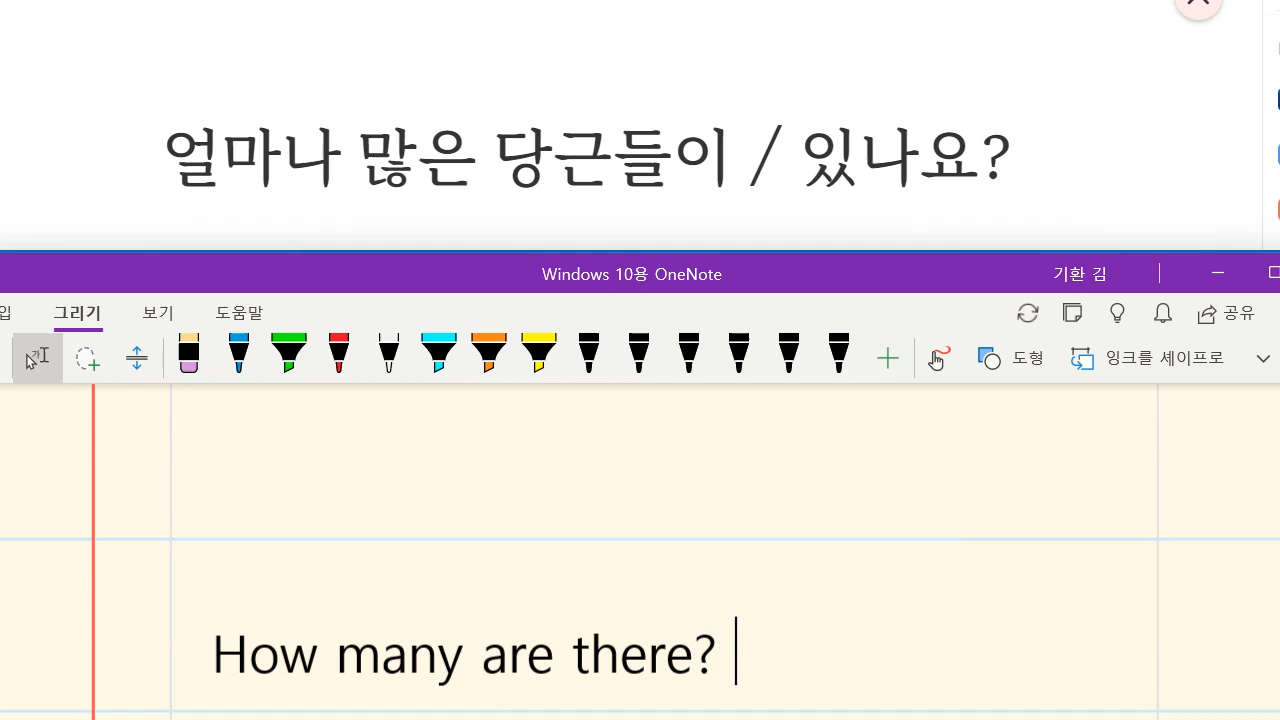 얼마나 많은 당근들이 / 있나요?
Windows 10용 OneNote
기환 김
입 그리기 보기 도움말
공유
가
도형
잉크를 셰이프로
How many are there?